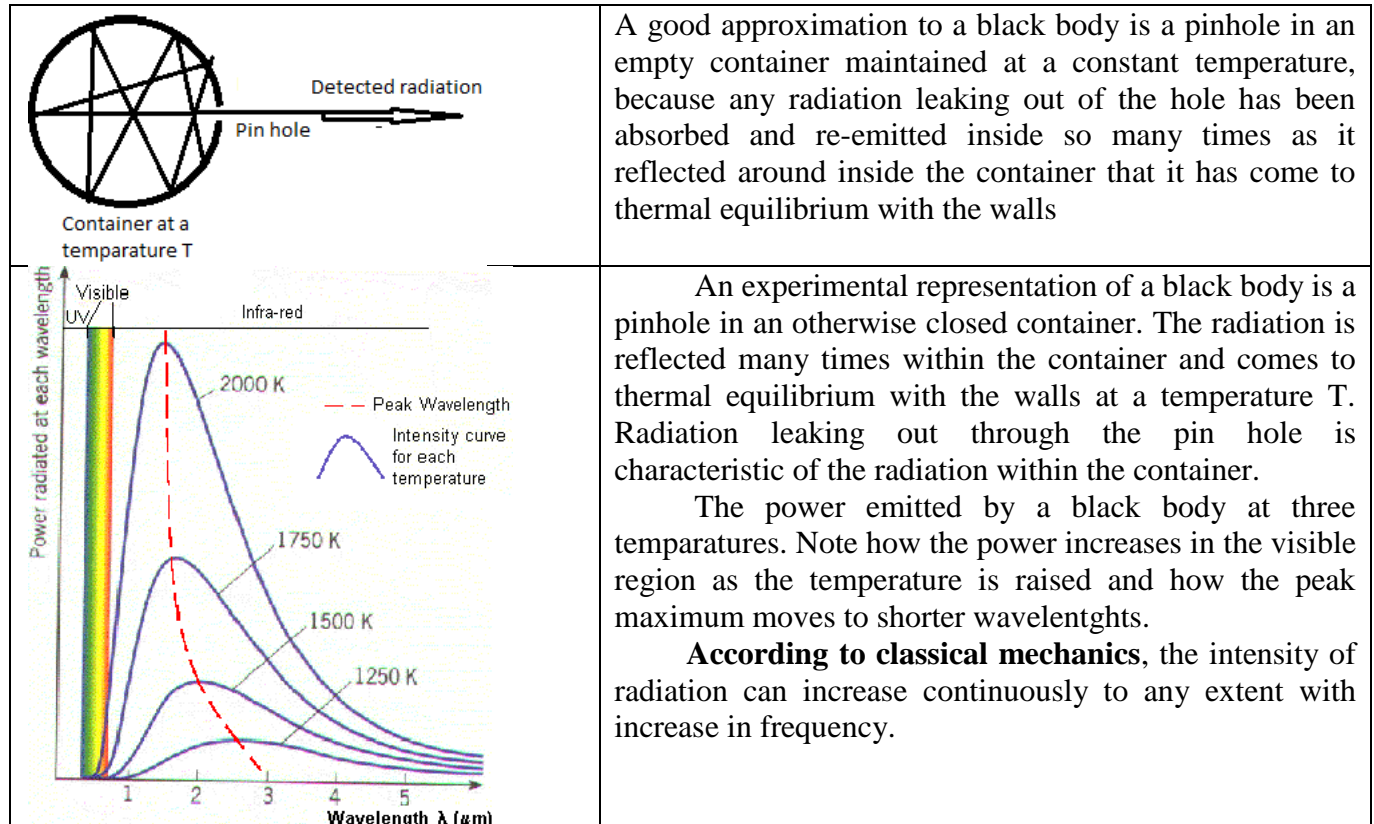 Detected radiation
Pin hole
Container at a
temparature T
A good approximation to a black body is a pinhole in an
empty container maintained at a constant temperature,
because any radiation leaking out of the hole has been
absorbed and re-emitted inside so many times as it
reflected around inside the container that it has come to
thermal equilibrium with the walls
Power radiated at each wavelength
Visible
UV
Infra-red
2000 K
Peak Wavelength
Intensity curve
for each
temperature
1750 K
1500 K
1250 K
1 2 3 4 5
Wavelength λ (μm)
An experimental representation of a black body is a
pinhole in an otherwise closed container. The radiation is
reflected many times within the container and comes to
thermal equilibrium with the walls at a temperature T.
Radiation leaking out through the pin hole is
characteristic of the radiation within the container.
The power emitted by a black body at three
temparatures. Note how the power increases in the visible
region as the temperature is raised and how the peak
maximum moves to shorter wavelentghts.
According to classical mechanics, the intensity of
radiation can increase continuously to any extent with
increase in frequency.